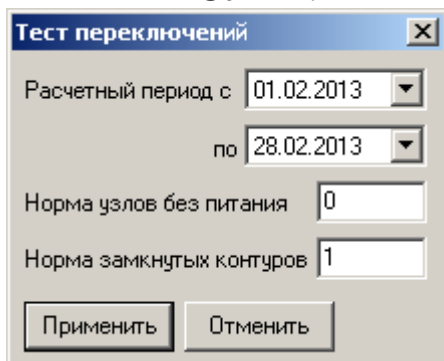 Тест переключений
Расчетный период с 01.02.2013
по 28.02.2013
Норма узлов без питания 0
Норма замкнутых контуров 1
Применить Отменить